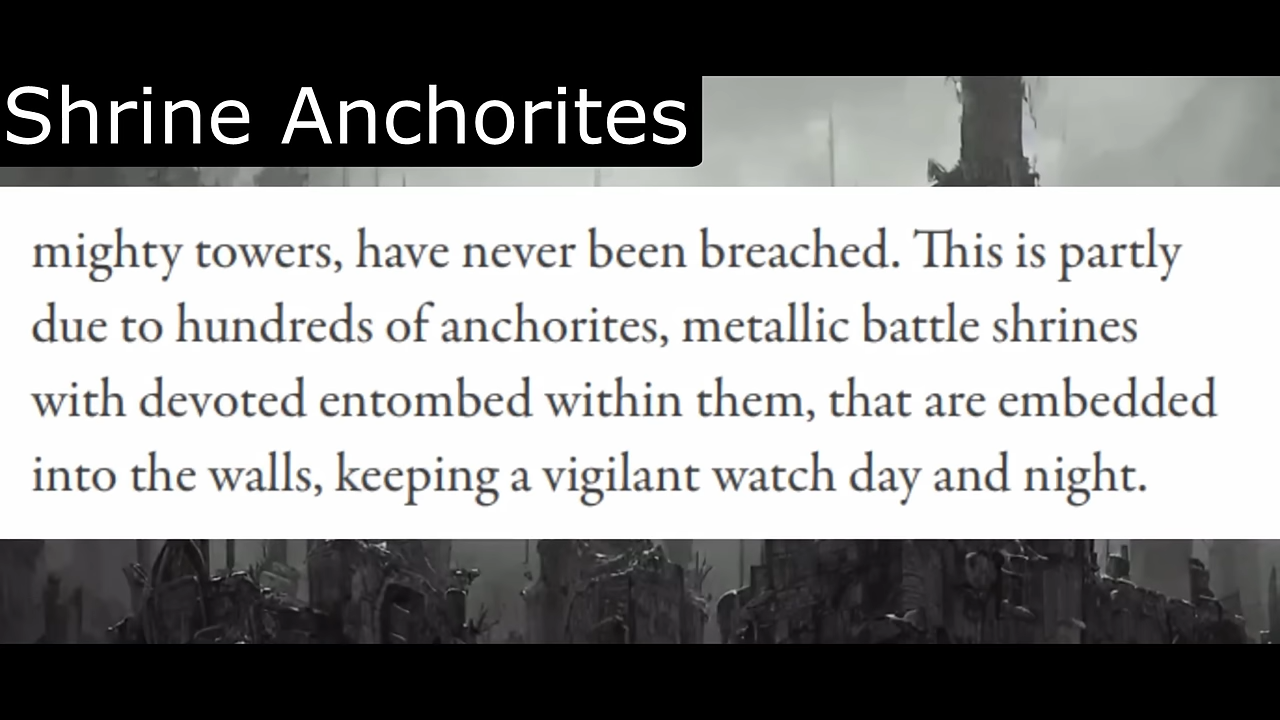 Shrine Anchorites
mighty towers, have never been breached. This is partly
due to hundreds of anchorites, metallic battle shrines
with devoted entombed within them, that are embedded
into the walls, keeping a vigilant watch day and night.